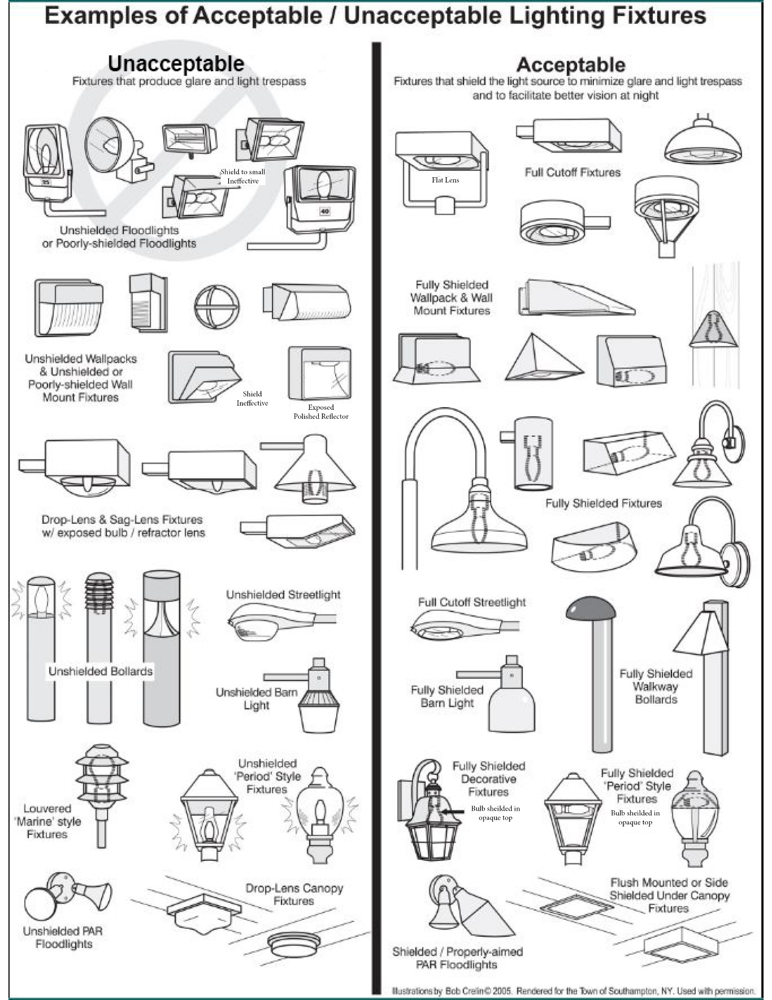 Examples of Acceptable / Unacceptable Lighting Fixtures
Unacceptable
Fixtures that produce glare and light trespass
Shield to small
Ineffective
15
40
Unshielded Floodlights
or Poorly-shielded Floodlights
Unshielded Wallpacks
& Unshielded or
Poorly-shielded Wall
Mount Fixtures
Shield
Ineffective
Exposed
Polished Reflector
Drop-Lens & Sag-Lens Fixtures
w/ exposed bulb / refractor lens
Unshielded Streetlight
Unshielded Bollards
Unshielded Barn
Light
Louvered
'Marine' style
Fixtures
Unshielded
'Period' Style
Fixtures
Drop-Lens Canopy
Fixtures
Unshielded PAR
Floodlights
Acceptable
Fixtures that shield the light source to minimize glare and light trespass
and to facilitate better vision at night
Flat Lens
Full Cutoff Fixtures
Fully Shielded
Wallpack & Wall
Mount Fixtures
Fully Shielded Fixtures
Full Cutoff Streetlight
Fully Shielded
Barn Light
Fully Shielded
Walkway
Bollards
Fully Shielded
Decorative
Fixtures
Bulb sheilded in
opaque top
Fully Shielded
'Period' Style
Fixtures
Bulb sheilded in
opaque top
Flush Mounted or Side
Shielded Under Canopy
Fixtures
Shielded / Properly-aimed
PAR Floodlights
Illustrations by Bob Crelin© 2005. Rendered for the Town of Southampton, NY. Used with permission.